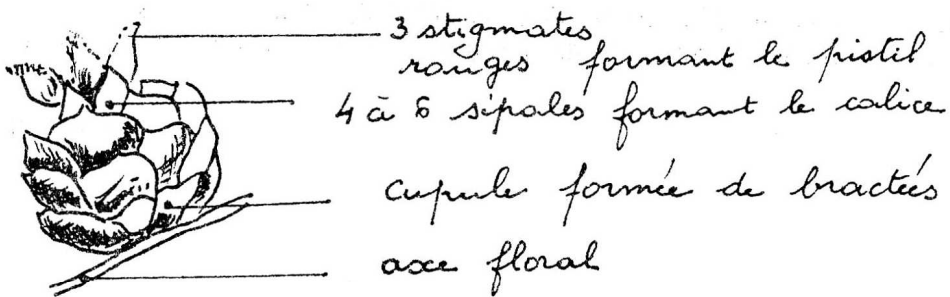 3 stigmates
rouges formant le pistil
4 à 6 sépales formant le calice
cupule formée de bractées
axe floral